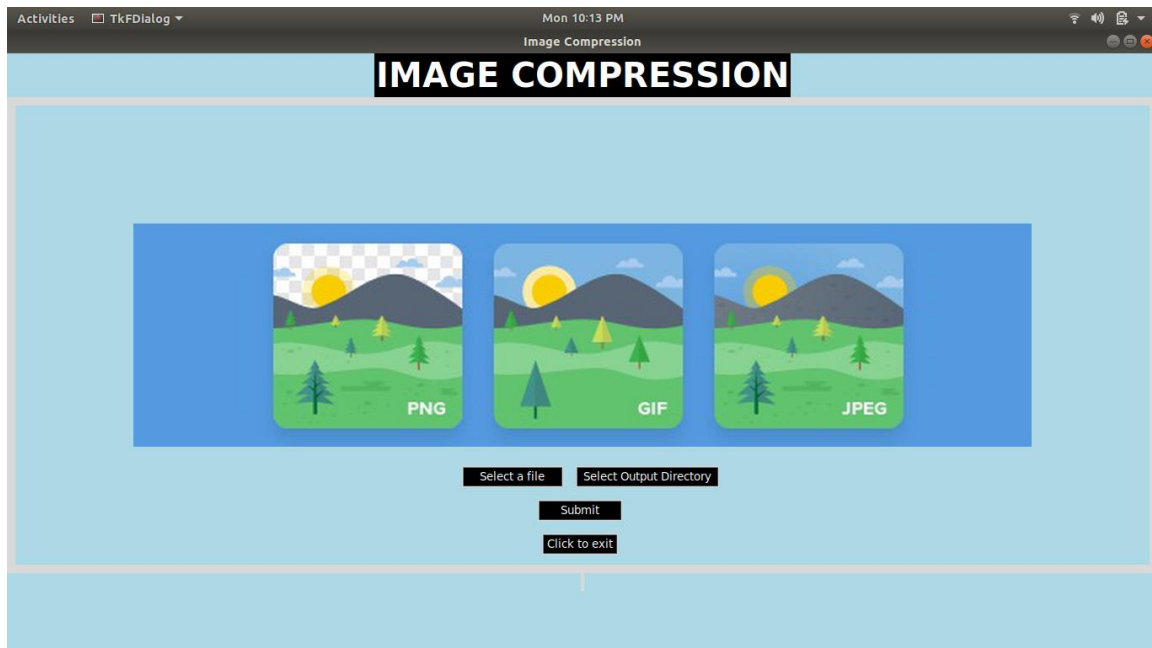 Activities TkFDialog Mon 10:13 PM
Image Compression
IMAGE COMPRESSION
PNG GIF JPEG
Select a file Select Output Directory
Submit
Click to exit